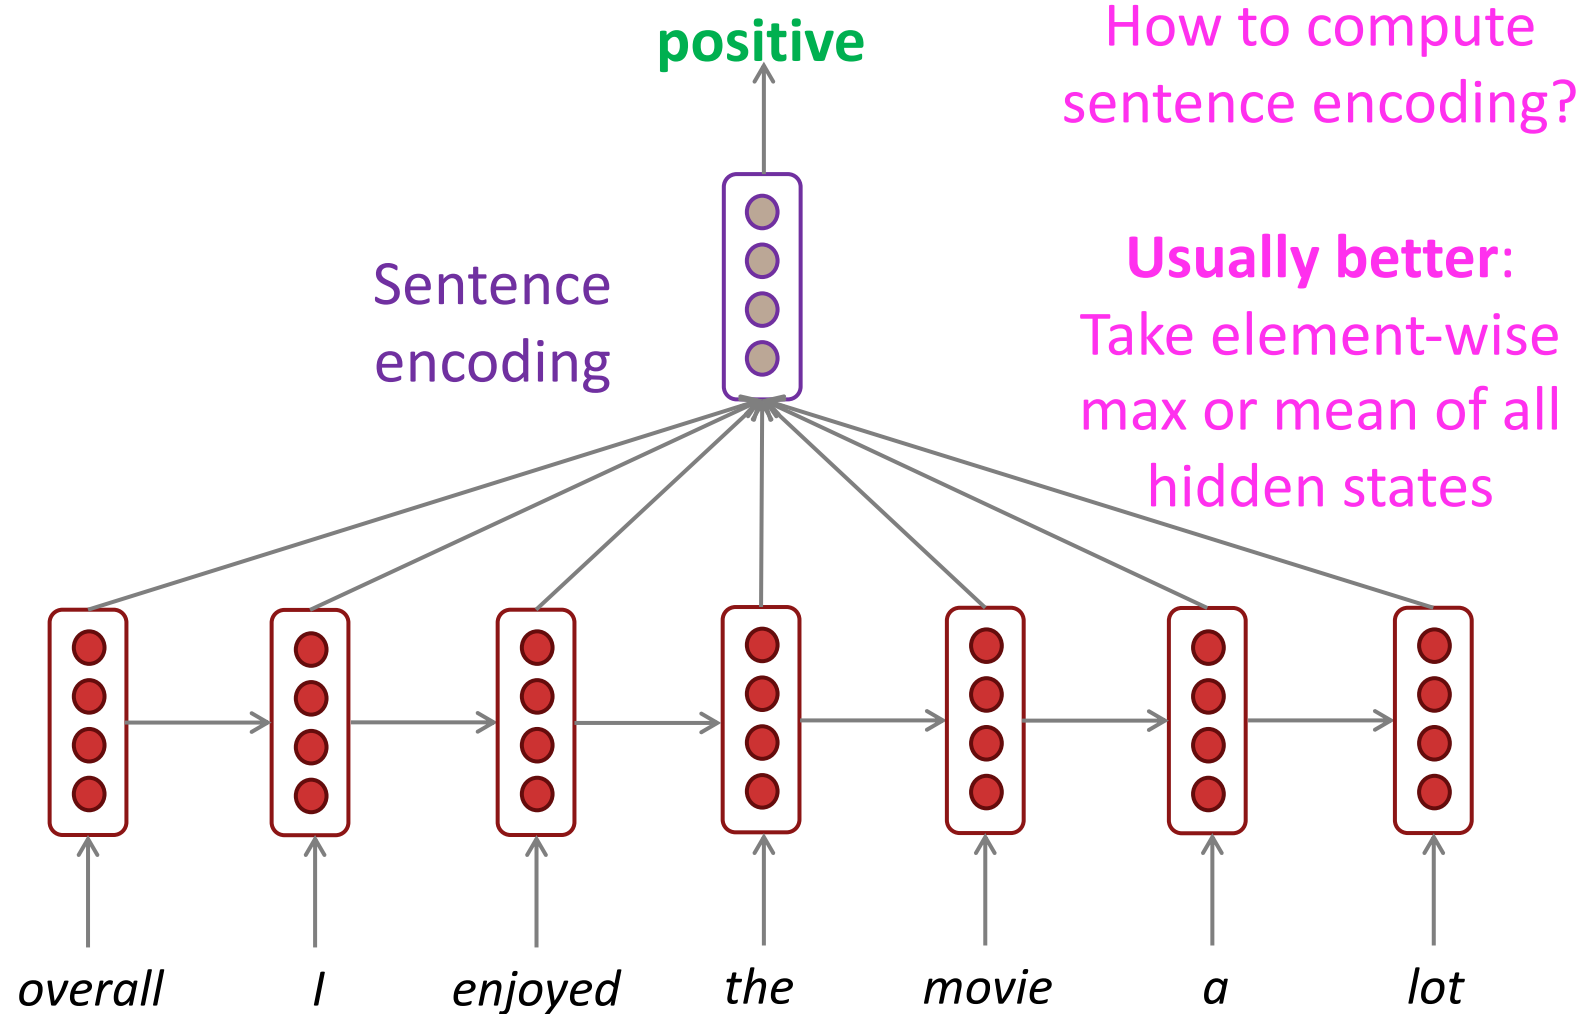 positive
How to compute
sentence encoding?
Sentence
encoding
Usually better:
Take element-wise
max or mean of all
hidden states
overall I enjoyed the movie a lot